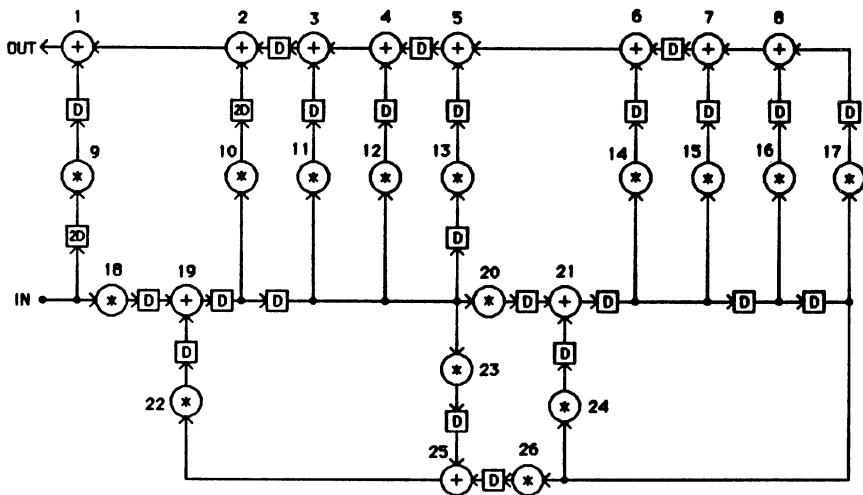 1 2 3 4 5 6 7 8
OUT + + D + + D + + D + +
D 2D D D D D D D D
9 10 11 12 13 14 15 16 17
* * * * * * * * *
2D D
18 19 20 21
IN * D + D D * D + D D D
D * 23 D
22 * D * 24
25 26
+ D *